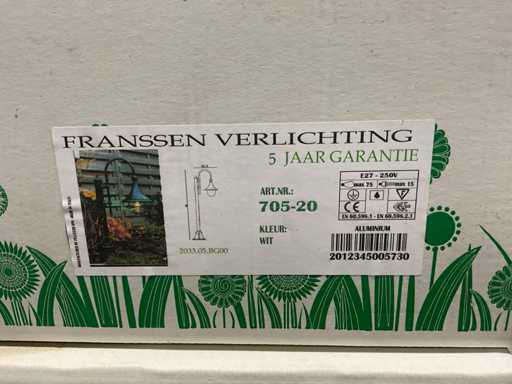 FRANSSEN VERLICHTING
5 JAAR GARANTIE
ART.NR.:
705-20
KLEUR:
WIT
2033.05.BG00
E27 - 250V
max 75 max 15
EN 60.598.1 - EN 60.598.2.1
ALUMINIUM
2012345005730